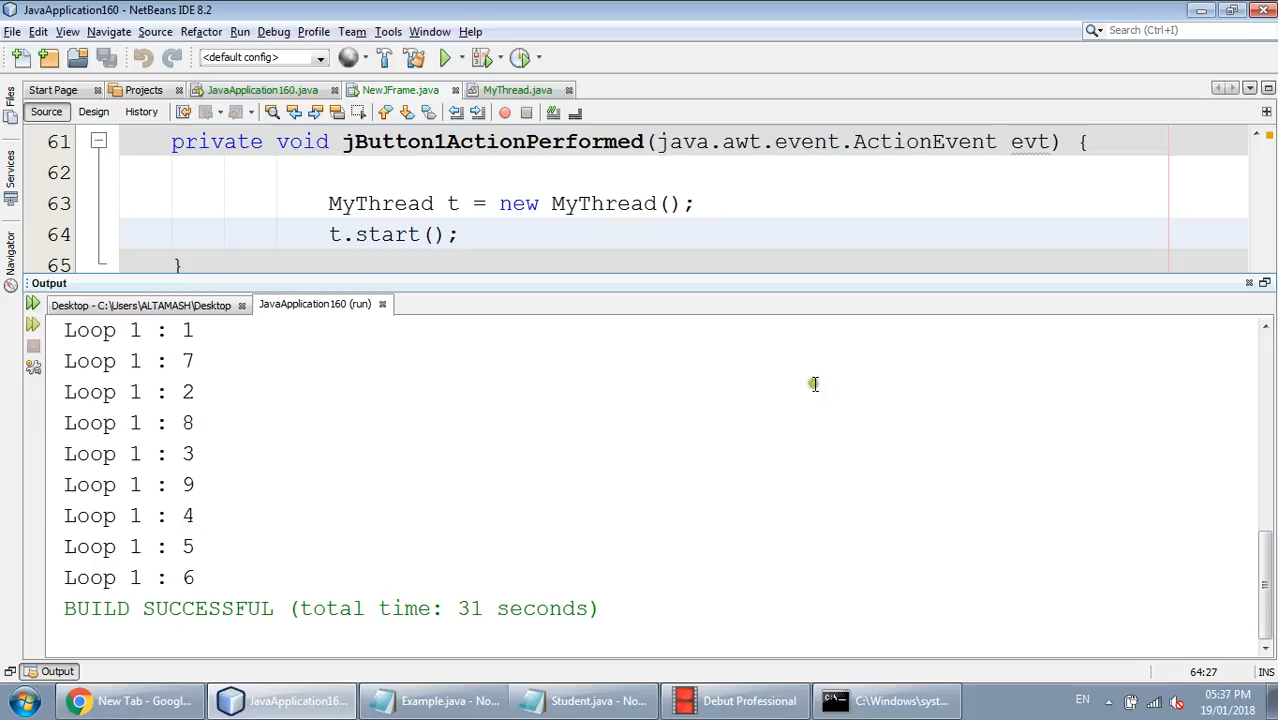 JavaApplication160 - NetBeans IDE 8.2
File Edit View Navigate Source Refactor Run Debug Profile Team Tools Window Help
Search (Ctrl+I)
<default config>
Start Page Projects JavaApplication160.java NewJFrame.java MyThread.java
Source Design History
Files
Services
Navigator
61 private void jButton1ActionPerformed(java.awt.event.ActionEvent evt) {
62
63 MyThread t = new MyThread();
64 t.start();
65 }
Output
Desktop - C:\Users\ALTAMASH\Desktop JavaApplication160 (run)
Loop 1 : 1
Loop 1 : 7
Loop 1 : 2
Loop 1 : 8
Loop 1 : 3
Loop 1 : 9
Loop 1 : 4
Loop 1 : 5
Loop 1 : 6
BUILD SUCCESSFUL (total time: 31 seconds)
Output
64:27 INS
New Tab - Googl... JavaApplication16... Example.java - No... Student.java - No... Debut Professional C:\Windows\syst... EN 05:37 PM
19/01/2018